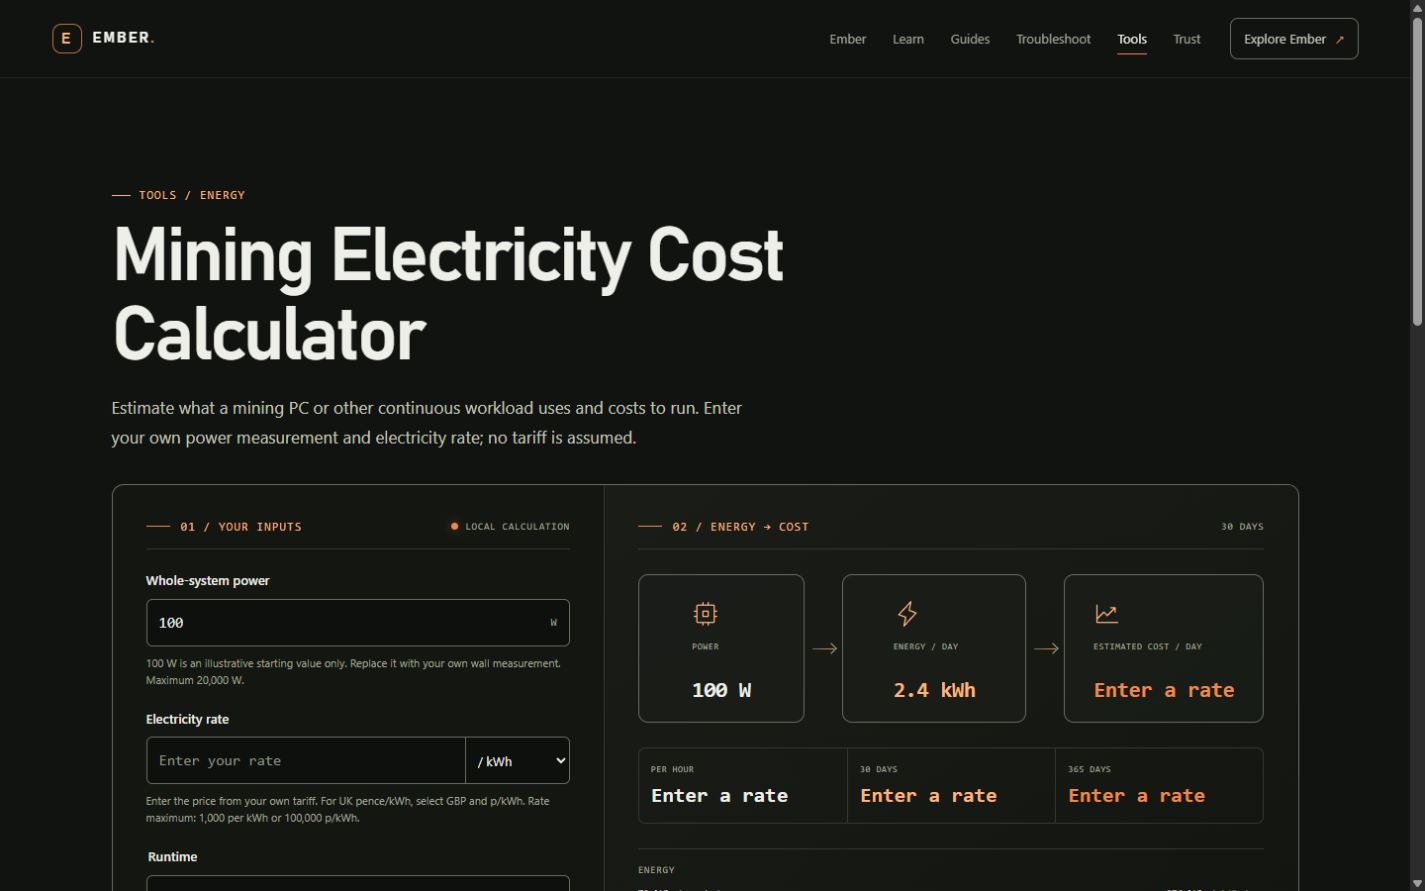 E EMBER.
Ember Learn Guides Troubleshoot Tools Trust Explore Ember ↗
TOOLS / ENERGY
Mining Electricity Cost
Calculator
Estimate what a mining PC or other continuous workload uses and costs to run. Enter
your own power measurement and electricity rate; no tariff is assumed.
01 / YOUR INPUTS
LOCAL CALCULATION
Whole-system power
100 W
100 W is an illustrative starting value only. Replace it with your own wall measurement.
Maximum 20,000 W.
Electricity rate
Enter your rate /kWh
Enter the price from your own tariff. For UK pence/kWh, select GBP and p/kWh. Rate
maximum: 1,000 per kWh or 100,000 p/kWh.
Runtime
02 / ENERGY → COST
30 DAYS
POWER
100 W
ENERGY / DAY
2.4 kWh
ESTIMATED COST / DAY
Enter a rate
PER HOUR
Enter a rate
30 DAYS
Enter a rate
365 DAYS
Enter a rate
ENERGY